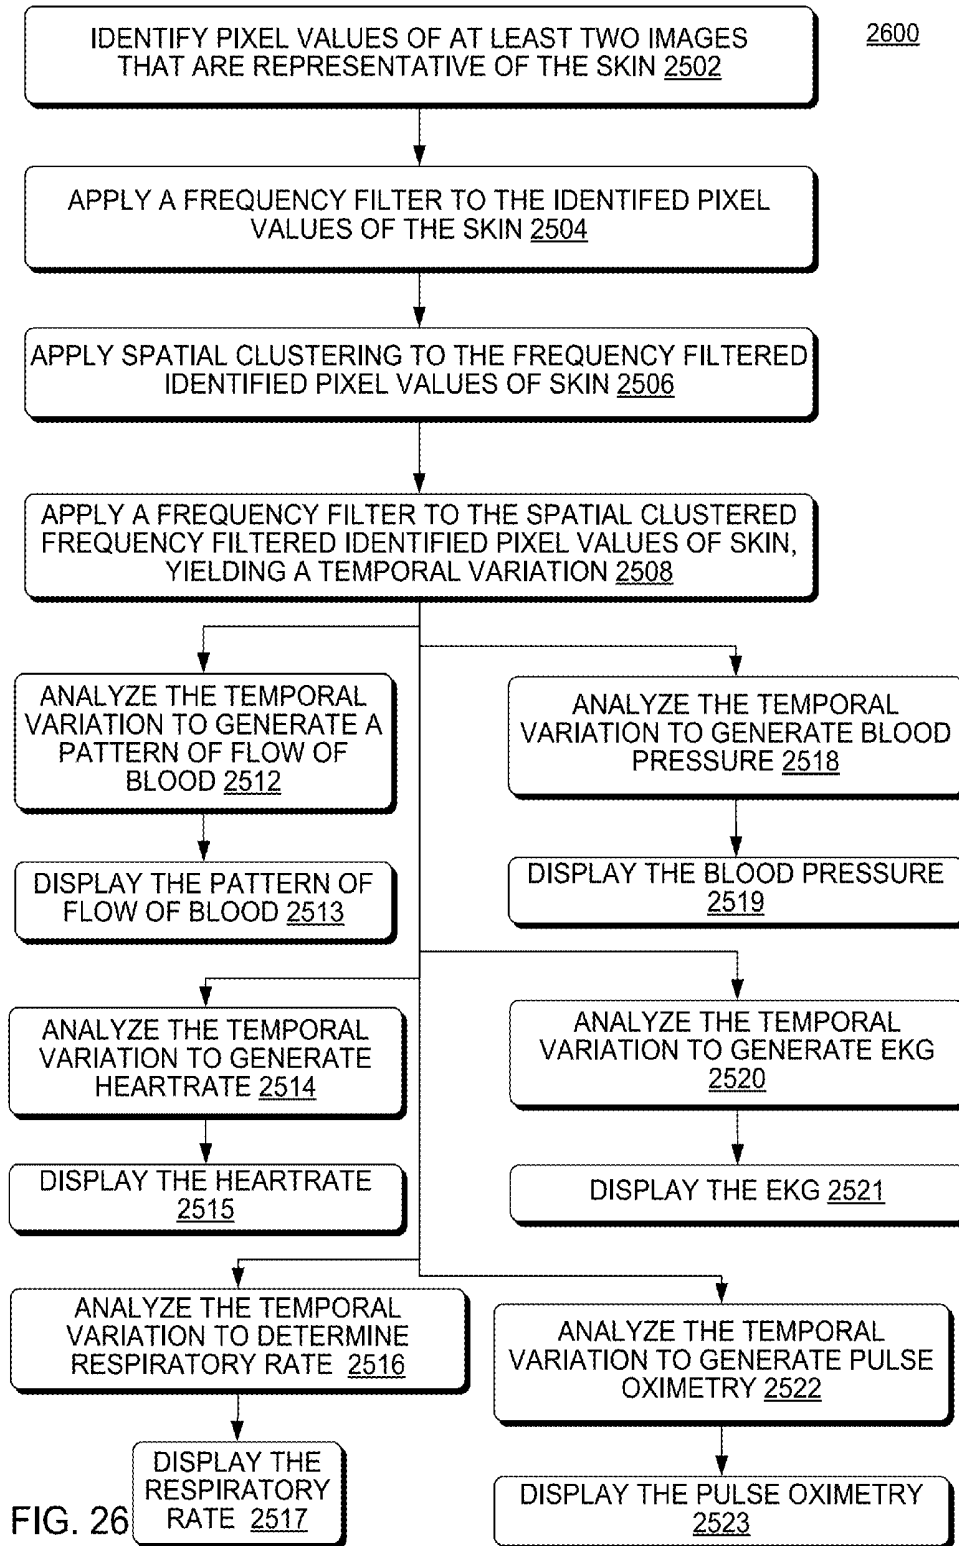 2600
IDENTIFY PIXEL VALUES OF AT LEAST TWO IMAGES
THAT ARE REPRESENTATIVE OF THE SKIN 2502
APPLY A FREQUENCY FILTER TO THE IDENTIFED PIXEL
VALUES OF THE SKIN 2504
APPLY SPATIAL CLUSTERING TO THE FREQUENCY FILTERED
IDENTIFIED PIXEL VALUES OF SKIN 2506
APPLY A FREQUENCY FILTER TO THE SPATIAL CLUSTERED
FREQUENCY FILTERED IDENTIFIED PIXEL VALUES OF SKIN,
YIELDING A TEMPORAL VARIATION 2508
ANALYZE THE TEMPORAL
VARIATION TO GENERATE A
PATTERN OF FLOW OF
BLOOD 2512
ANALYZE THE TEMPORAL
VARIATION TO GENERATE BLOOD
PRESSURE 2518
DISPLAY THE PATTERN OF
FLOW OF BLOOD 2513
DISPLAY THE BLOOD PRESSURE
2519
ANALYZE THE TEMPORAL
VARIATION TO GENERATE
HEARTRATE 2514
ANALYZE THE TEMPORAL
VARIATION TO GENERATE EKG
2520
DISPLAY THE HEARTRATE
2515
DISPLAY THE EKG 2521
ANALYZE THE TEMPORAL
VARIATION TO DETERMINE
RESPIRATORY RATE 2516
ANALYZE THE TEMPORAL
VARIATION TO GENERATE PULSE
OXIMETRY 2522
DISPLAY THE
RESPIRATORY
RATE 2517
DISPLAY THE PULSE OXIMETRY
2523
FIG. 26